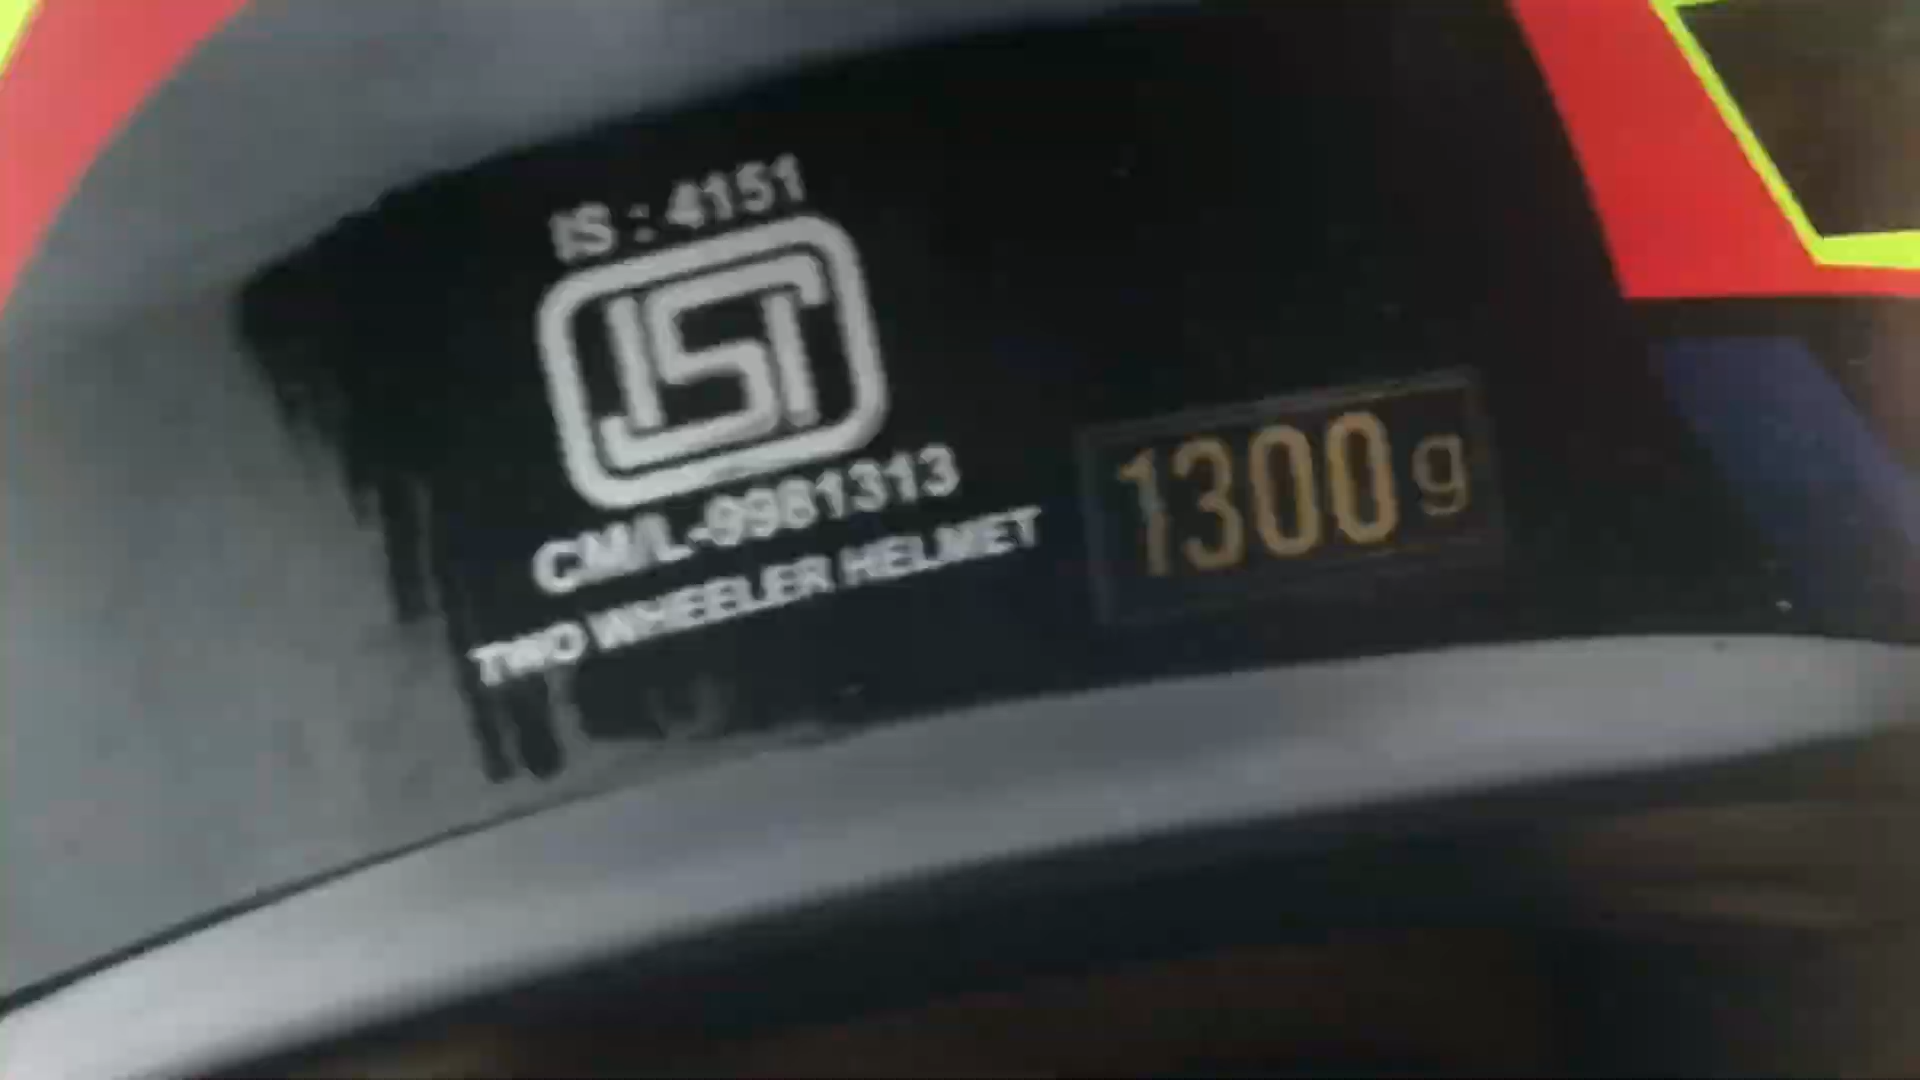 IS : 4151
ISI
CM/L-9981313
TWO WHEELER HELMET
1300 g